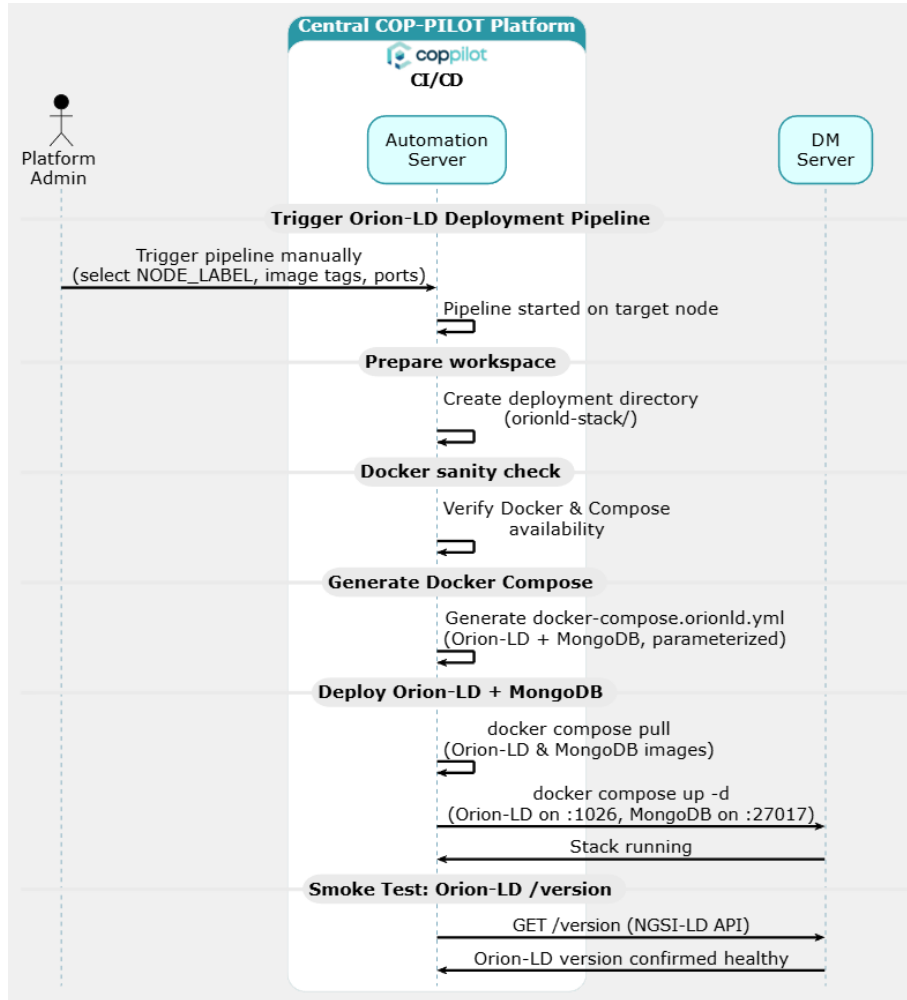 Central COP-PILOT Platform
coppilot
CI/CD
Platform
Admin
Automation
Server
DM
Server
Trigger Orion-LD Deployment Pipeline
Trigger pipeline manually
(select NODE_LABEL, image tags, ports)
Pipeline started on target node
Prepare workspace
Create deployment directory
(orionld-stack/)
Docker sanity check
Verify Docker & Compose
availability
Generate Docker Compose
Generate docker-compose.orionld.yml
(Orion-LD + MongoDB, parameterized)
Deploy Orion-LD + MongoDB
docker compose pull
(Orion-LD & MongoDB images)
docker compose up -d
(Orion-LD on :1026, MongoDB on :27017)
Stack running
Smoke Test: Orion-LD /version
GET /version (NGSI-LD API)
Orion-LD version confirmed healthy